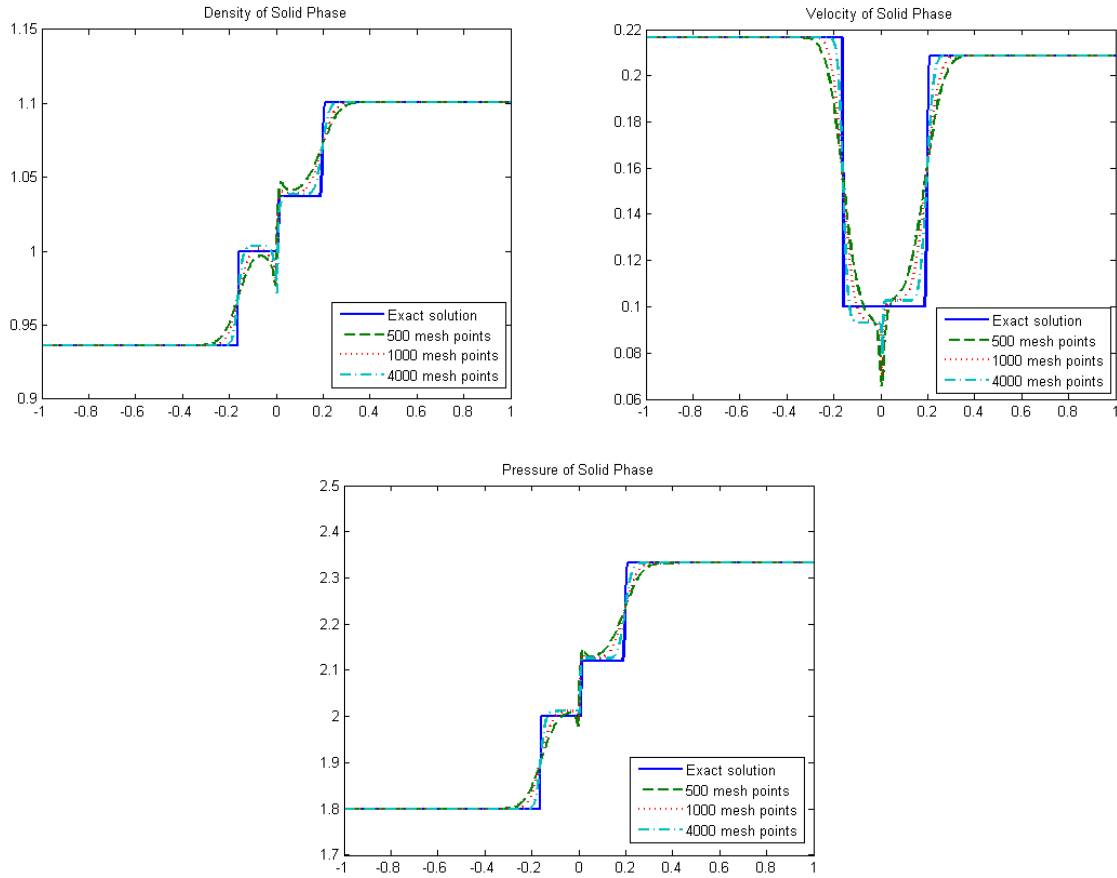 Density of Solid Phase
1.15
1.1
1.05
1
0.95
0.9
-1 -0.8 -0.6 -0.4 -0.2 0 0.2 0.4 0.6 0.8 1
Exact solution
500 mesh points
1000 mesh points
4000 mesh points
Velocity of Solid Phase
0.22
0.2
0.18
0.16
0.14
0.12
0.1
0.08
0.06
-1 -0.8 -0.6 -0.4 -0.2 0 0.2 0.4 0.6 0.8 1
Exact solution
500 mesh points
1000 mesh points
4000 mesh points
Pressure of Solid Phase
2.5
2.4
2.3
2.2
2.1
2
1.9
1.8
1.7
-1 -0.8 -0.6 -0.4 -0.2 0 0.2 0.4 0.6 0.8 1
Exact solution
500 mesh points
1000 mesh points
4000 mesh points